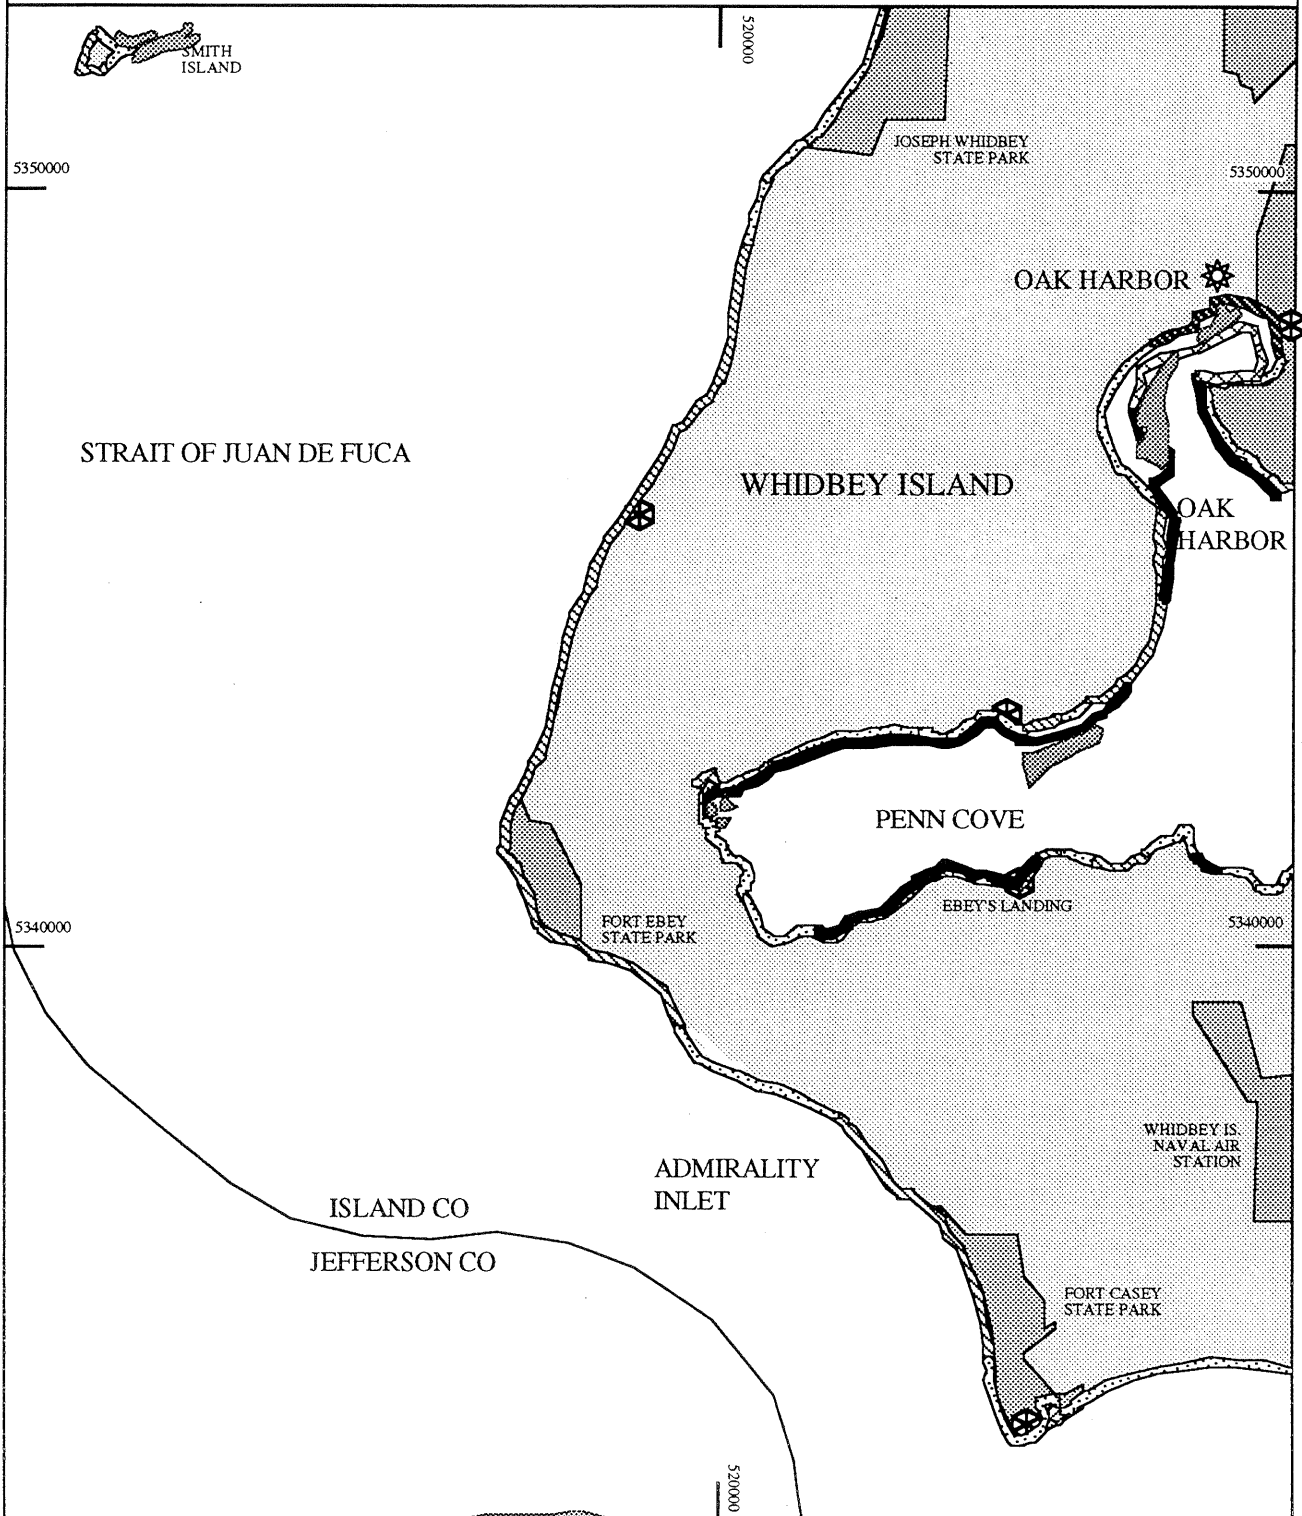 520000
SMITH
ISLAND
JOSEPH WHIDBEY
STATE PARK
5350000
5350000
OAK HARBOR
STRAIT OF JUAN DE FUCA
WHIDBEY ISLAND
OAK
HARBOR
PENN COVE
EBEY'S LANDING
FORT EBEY
STATE PARK
5340000
5340000
WHIDBEY IS.
NAVAL AIR
STATION
ADMIRALITY
INLET
ISLAND CO
JEFFERSON CO
FORT CASEY
STATE PARK
520000